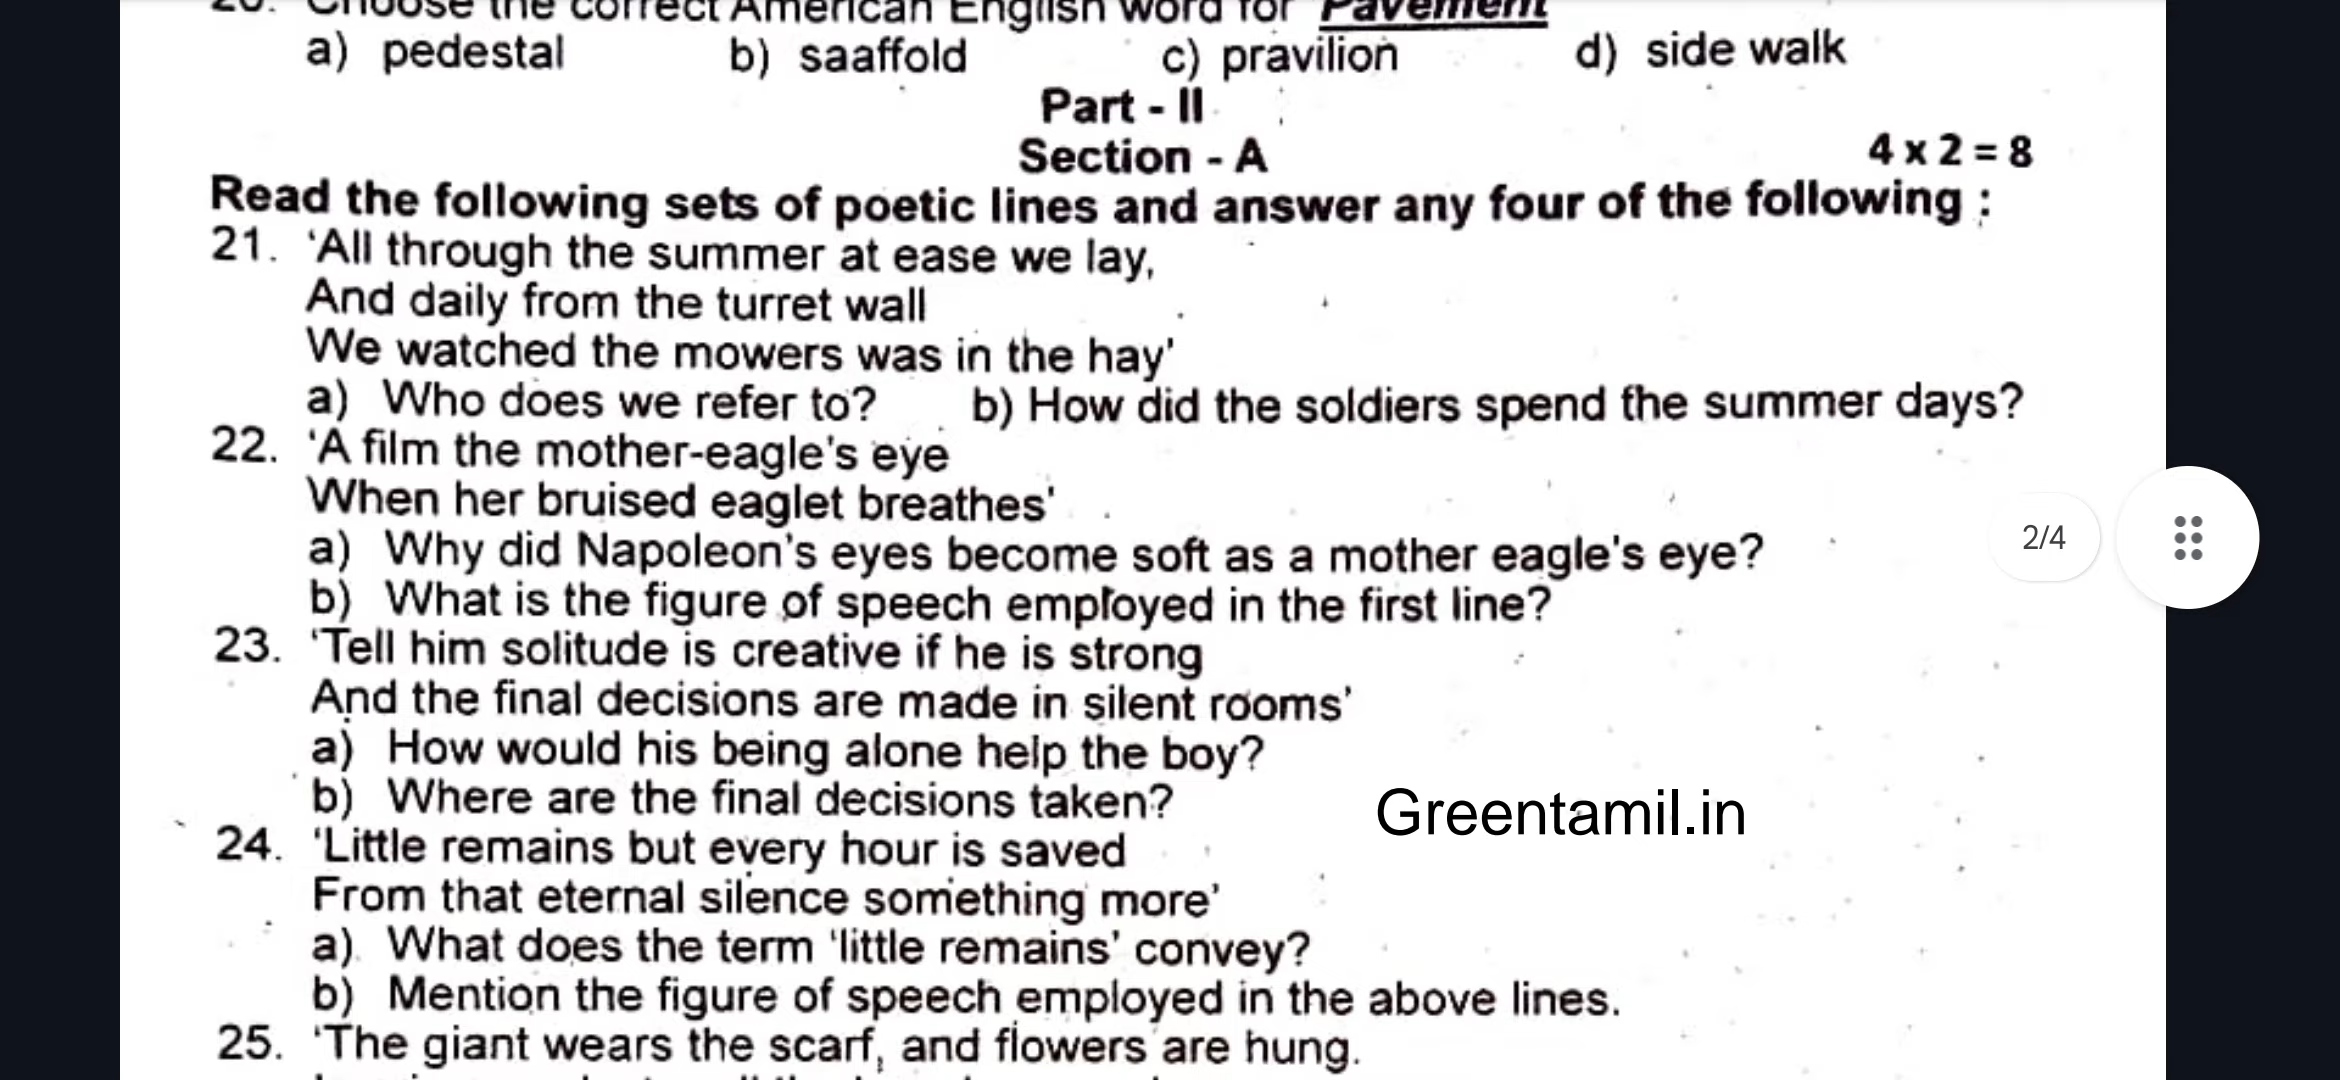 20. Choose the correct American English word for Pavement
a) pedestal b) saaffold c) pravilion d) side walk
Part - II
Section - A
4 x 2 = 8
Read the following sets of poetic lines and answer any four of the following :
21. 'All through the summer at ease we lay,
And daily from the turret wall
We watched the mowers was in the hay'
a) Who does we refer to? b) How did the soldiers spend the summer days?
22. 'A film the mother-eagle's eye
When her bruised eaglet breathes'
a) Why did Napoleon's eyes become soft as a mother eagle's eye?
b) What is the figure of speech employed in the first line?
2/4
23. 'Tell him solitude is creative if he is strong
And the final decisions are made in silent rooms'
a) How would his being alone help the boy?
b) Where are the final decisions taken?
Greentamil.in
24. 'Little remains but every hour is saved
From that eternal silence something more'
a) What does the term 'little remains' convey?
b) Mention the figure of speech employed in the above lines.
25. 'The giant wears the scarf, and flowers are hung.